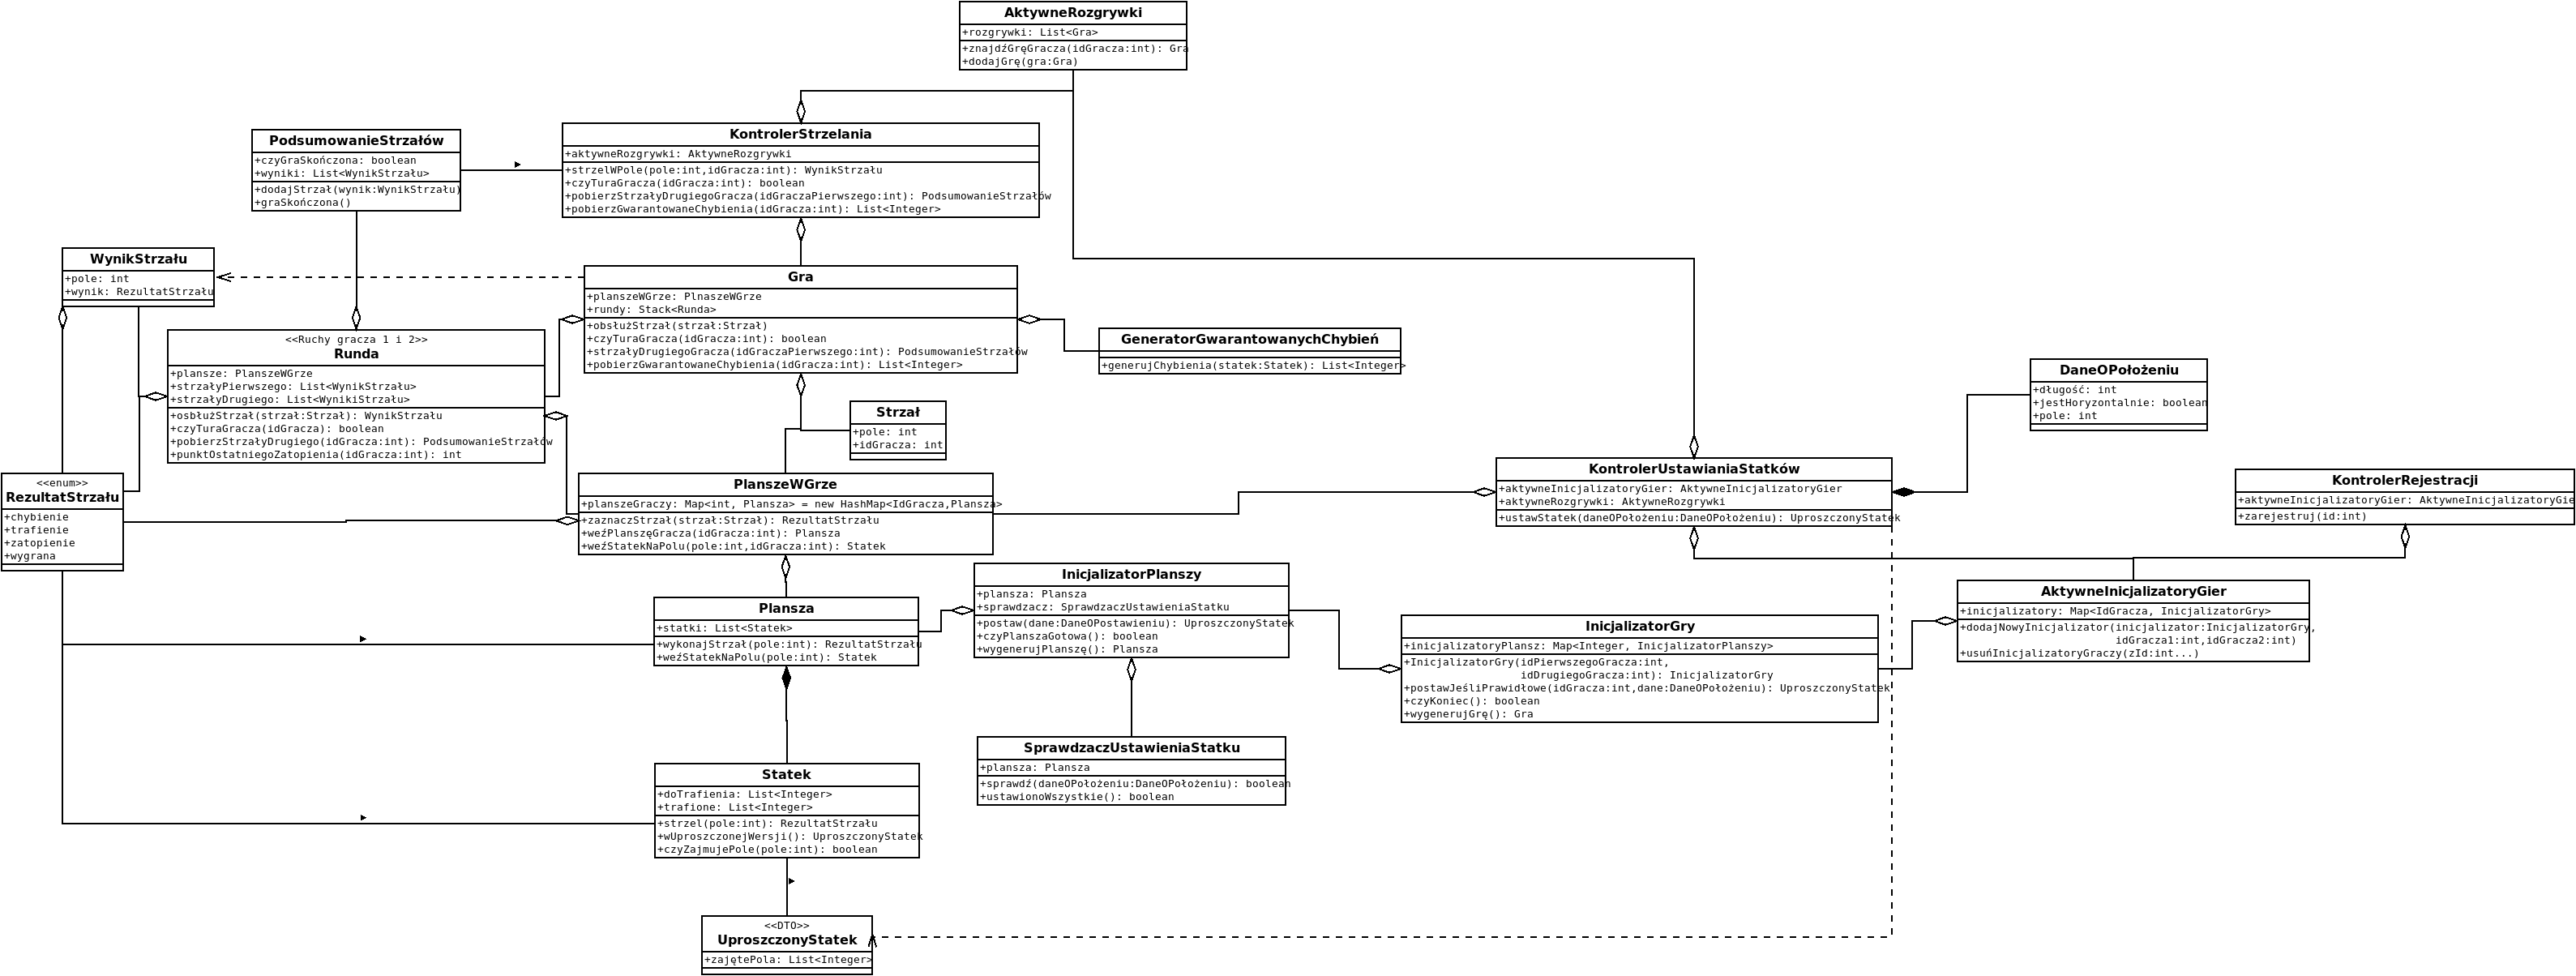 AktywneRozgrywki
+rozgrywki: List<Gra>
+znajdźGręGracza(idGracza:int): Gra
+dodajGrę(gra:Gra)
PodsumowanieStrzałów
+czyGraSkończona: boolean
+wyniki: List<WynikStrzału>
+dodajStrzał(wynik:WynikStrzału)
+graSkończona()
KontrolerStrzelania
+aktywneRozgrywki: AktywneRozgrywki
+strzelWPole(pole:int,idGracza:int): WynikStrzału
+czyTuraGracza(idGracza:int): boolean
+pobierzStrzałyDrugiegoGracza(idGraczaPierwszego:int): PodsumowanieStrzałów
+pobierzGwarantowaneChybienia(idGracza:int): List<Integer>
WynikStrzału
+pole: int
+wynik: RezultatStrzału
Gra
+planszeWGrze: PlnaszeWGrze
+rundy: Stack<Runda>
+obsłużStrzał(strzał:Strzał)
+czyTuraGracza(idGracza:int): boolean
+strzałyDrugiegoGracza(idGraczaPierwszego:int): PodsumowanieStrzałów
+pobierzGwarantowaneChybienia(idGracza:int): List<Integer>
<<Ruchy gracza 1 i 2>>
Runda
+plansze: PlanszeWGrze
+strzałyPierwszego: List<WynikStrzału>
+strzałyDrugiego: List<WynikiStrzału>
+osbłużStrzał(strzał:Strzał): WynikStrzału
+czyTuraGracza(idGracza): boolean
+pobierzStrzałyDrugiego(idGracza:int): PodsumowanieStrzałów
+punktOstatniegoZatopienia(idGracza:int): int
GeneratorGwarantowanychChybień
+generujChybienia(statek:Statek): List<Integer>
DaneOPołożeniu
+długość: int
+jestHoryzontalnie: boolean
+pole: int
Strzał
+pole: int
+idGracza: int
<<enum>>
RezultatStrzału
+chybienie
+trafienie
+zatopienie
+wygrana
PlanszeWGrze
+planszeGraczy: Map<int, Plansza> = new HashMap<IdGracza,Plansza>
+zaznaczStrzał(strzał:Strzał): RezultatStrzału
+weźPlanszęGracza(idGracza:int): Plansza
+weźStatekNaPolu(pole:int,idGracza:int): Statek
KontrolerUstawianiaStatków
+aktywneInicjalizatoryGier: AktywneInicjalizatoryGier
+aktywneRozgrywki: AktywneRozgrywki
+ustawStatek(daneOPołożeniu:DaneOPołożeniu): UproszczonyStatek
KontrolerRejestracji
+aktywneInicjalizatoryGier: AktywneInicjalizatoryGie
+zarejestruj(id:int)
Plansza
+statki: List<Statek>
+wykonajStrzał(pole:int): RezultatStrzału
+weźStatekNaPolu(pole:int): Statek
InicjalizatorPlanszy
+plansza: Plansza
+sprawdzacz: SprawdzaczUstawieniaStatku
+postaw(dane:DaneOPostawieniu): UproszczonyStatek
+czyPlanszaGotowa(): boolean
+wygenerujPlanszę(): Plansza
InicjalizatorGry
+inicjalizatoryPlansz: Map<Integer, InicjalizatorPlanszy>
+InicjalizatorGry(idPierwszegoGracza:int,
idDrugiegoGracza:int): InicjalizatorGry
+postawJeśliPrawidłowe(idGracza:int,dane:DaneOPołożeniu): UproszczonyStatek
+czyKoniec(): boolean
+wygenerujGrę(): Gra
AktywneInicjalizatoryGier
+inicjalizatory: Map<IdGracza, InicjalizatorGry>
+dodajNowyInicjalizator(inicjalizator:InicjalizatorGry,
idGracza1:int,idGracza2:int)
+usuńInicjalizatoryGraczy(zId:int...)
SprawdzaczUstawieniaStatku
+plansza: Plansza
+sprawdź(daneOPołożeniu:DaneOPołożeniu): boolean
+ustawionoWszystkie(): boolean
Statek
+doTrafienia: List<Integer>
+trafione: List<Integer>
+strzel(pole:int): RezultatStrzału
+wUproszczonejWersji(): UproszczonyStatek
+czyZajmujePole(pole:int): boolean
<<DTO>>
UproszczonyStatek
+zajętePola: List<Integer>